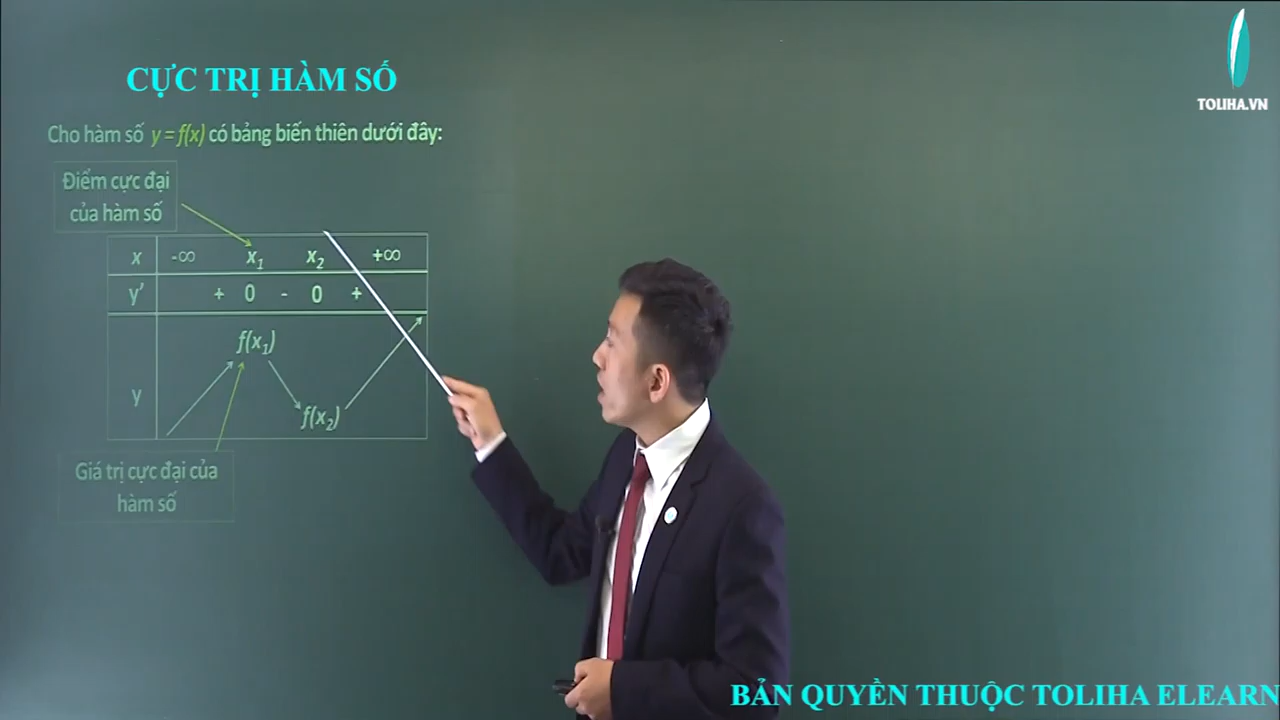 CỰC TRỊ HÀM SỐ
TOLIHA.VN
Cho hàm số y = f(x) có bảng biến thiên dưới đây:
Điểm cực đại
của hàm số
x -∞ x₁ x₂ +∞
y' + 0 - 0 +
f(x₁)
y
f(x₂)
Giá trị cực đại của
hàm số
BẢN QUYỀN THUỘC TOLIHA ELEARN